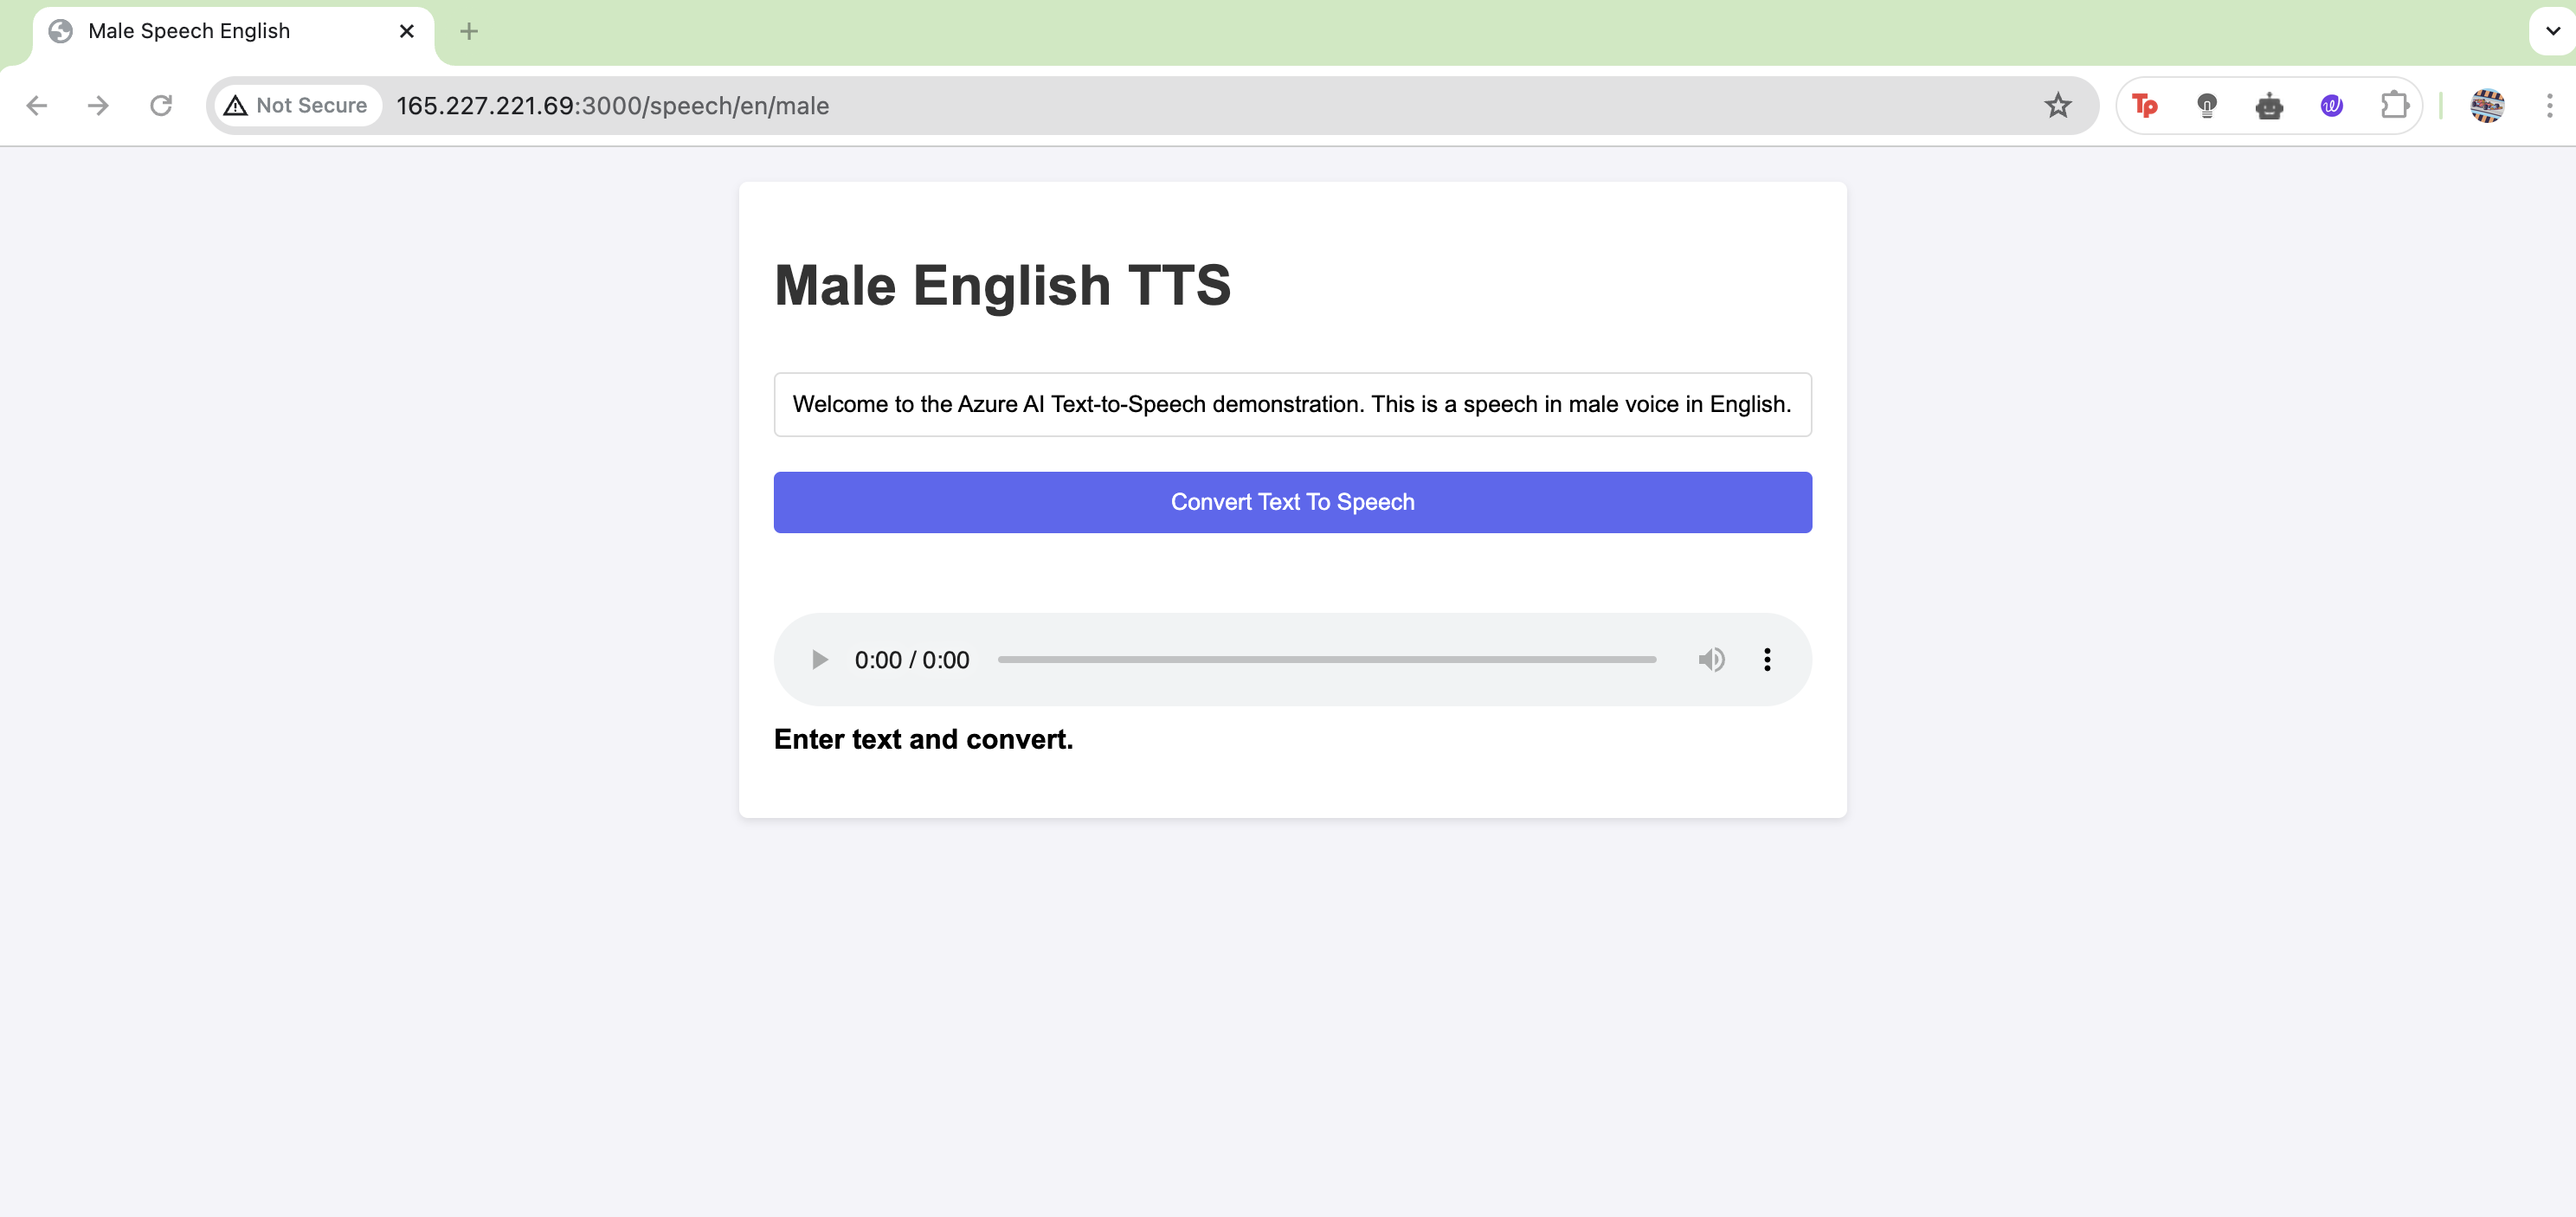 Male Speech English
Not Secure
165.227.221.69:3000/speech/en/male
Tp
Male English TTS
Welcome to the Azure AI Text-to-Speech demonstration. This is a speech in male voice in English.
Convert Text To Speech
0:00 / 0:00
Enter text and convert.